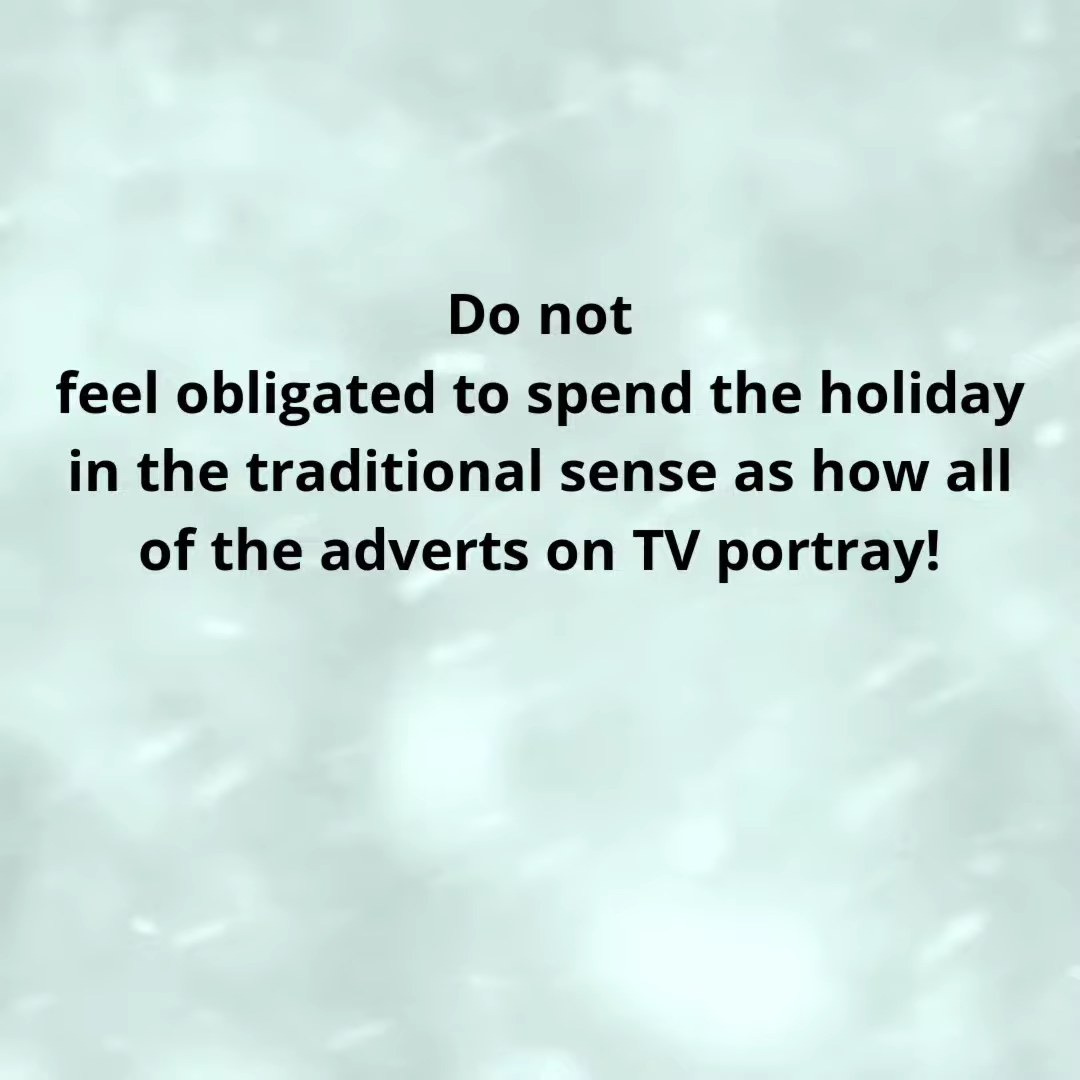 Do not
feel obligated to spend the holiday
in the traditional sense as how all
of the adverts on TV portray!